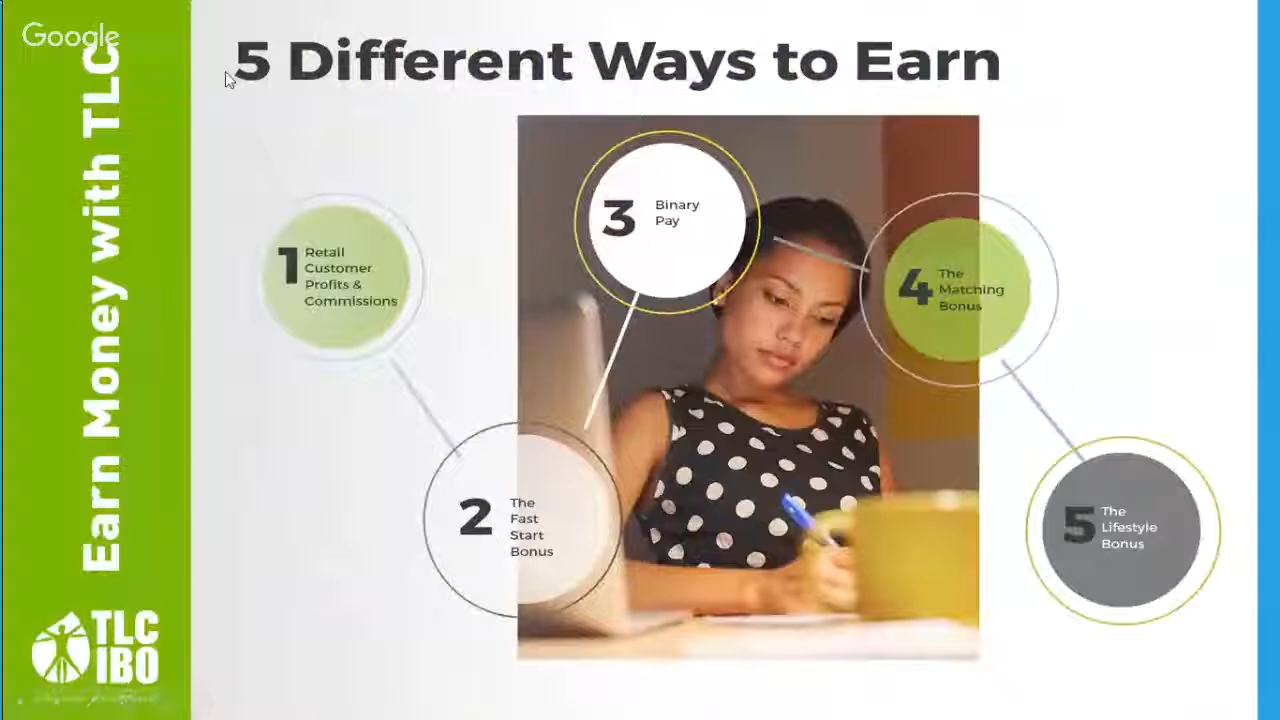 Google
Earn Money with TLC
5 Different Ways to Earn
1
Retail
Customer
Profits &
Commissions
2
The
Fast
Start
Bonus
3
Binary
Pay
4
The
Matching
Bonus
5
The
Lifestyle
Bonus
TLC
IBO